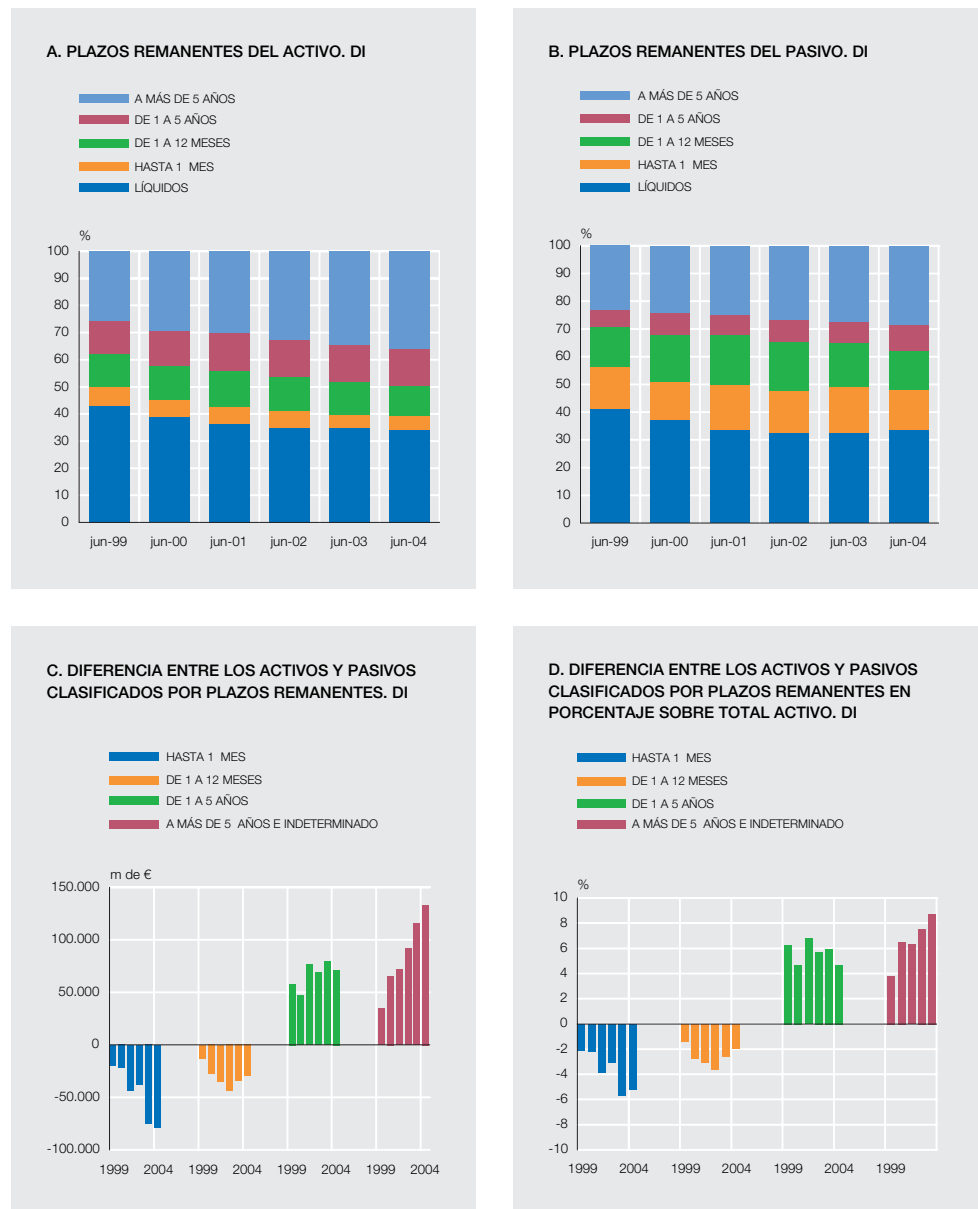 A. PLAZOS REMANENTES DEL ACTIVO. DI
A MÁS DE 5 AÑOS
DE 1 A 5 AÑOS
DE 1 A 12 MESES
HASTA 1 MES
LÍQUIDOS
%
100
90
80
70
60
50
40
30
20
10
0
jun-99 jun-00 jun-01 jun-02 jun-03 jun-04
B. PLAZOS REMANENTES DEL PASIVO. DI
A MÁS DE 5 AÑOS
DE 1 A 5 AÑOS
DE 1 A 12 MESES
HASTA 1 MES
LÍQUIDOS
%
100
90
80
70
60
50
40
30
20
10
0
jun-99 jun-00 jun-01 jun-02 jun-03 jun-04
C. DIFERENCIA ENTRE LOS ACTIVOS Y PASIVOS
CLASIFICADOS POR PLAZOS REMANENTES. DI
HASTA 1 MES
DE 1 A 12 MESES
DE 1 A 5 AÑOS
A MÁS DE 5 AÑOS E INDETERMINADO
m de €
150.000
100.000
50.000
0
-50.000
-100.000
1999 2004 1999 2004 1999 2004 1999 2004
D. DIFERENCIA ENTRE LOS ACTIVOS Y PASIVOS
CLASIFICADOS POR PLAZOS REMANENTES EN
PORCENTAJE SOBRE TOTAL ACTIVO. DI
HASTA 1 MES
DE 1 A 12 MESES
DE 1 A 5 AÑOS
A MÁS DE 5 AÑOS E INDETERMINADO
%
10
8
6
4
2
0
-2
-4
-6
-8
-10
1999 2004 1999 2004 1999 2004 1999